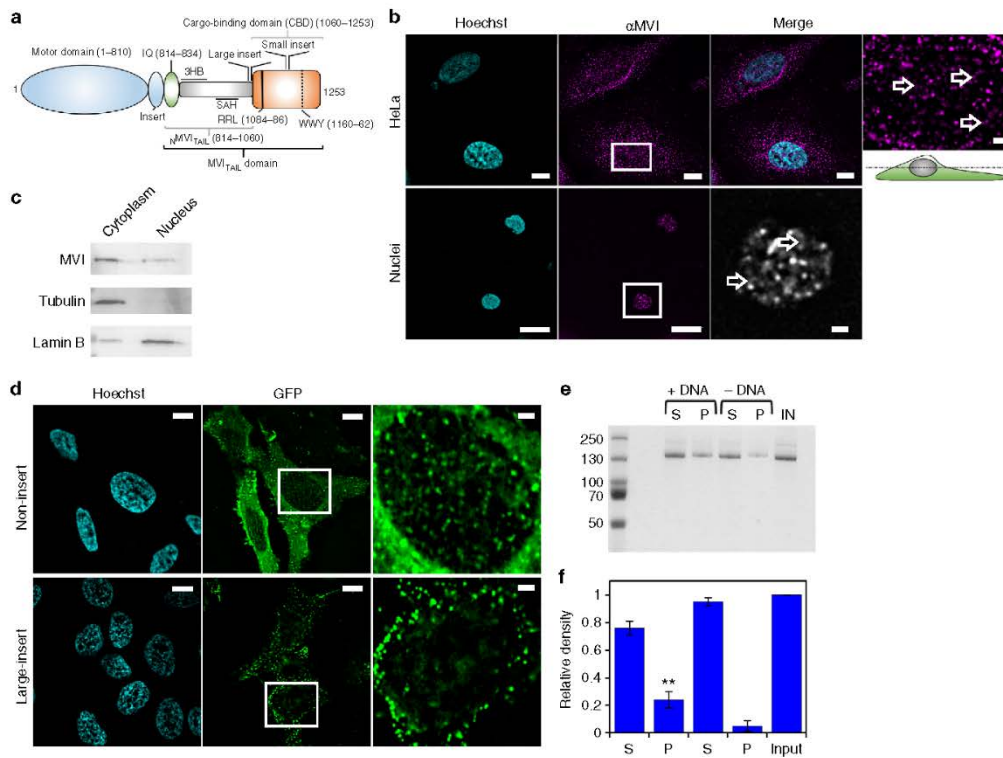 a
Cargo-binding domain (CBD) (1060–1253)
Small insert
Motor domain (1–810)
IQ (814–834)
Large insert
3HB
1
1253
Insert
SAH
RRL (1084–86)
WWY (1160–62)
NMVITAIL (814–1060)
MVITAIL domain
b
Hoechst
αMVI
Merge
HeLa
Nuclei
c
Cytoplasm
Nucleus
MVI
Tubulin
Lamin B
d
Hoechst
GFP
Non-insert
Large-insert
e
+ DNA
– DNA
S
P
S
P
IN
250
130
100
70
50
f
Relative density
1
0.8
0.6
0.4
0.2
0
**
S
P
S
P
Input